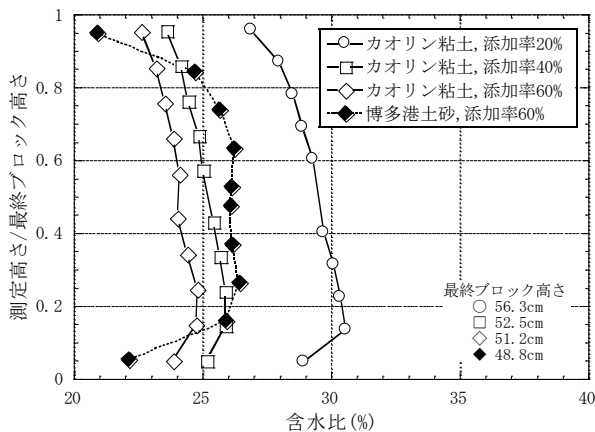 測定高さ/最終ブロック高さ
1
0.8
0.6
0.4
0.2
0
カオリン粘土,添加率20%
カオリン粘土,添加率40%
カオリン粘土,添加率60%
博多港土砂,添加率60%
最終ブロック高さ
56.3cm
52.5cm
51.2cm
48.8cm
20 25 30 35 40
含水比(%)